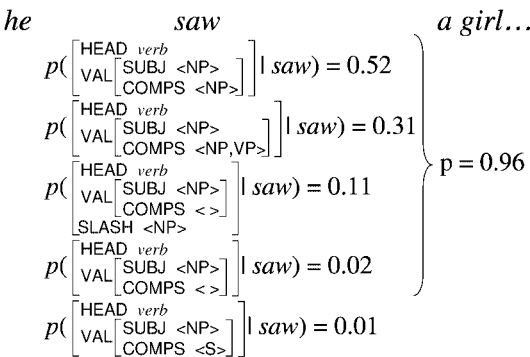 he saw a girl…
p([HEAD verb
VAL[SUBJ <NP>
COMPS <NP>]]| saw) = 0.52
p([HEAD verb
VAL[SUBJ <NP>
COMPS <NP,VP>]]| saw) = 0.31
p([HEAD verb
VAL[SUBJ <NP>
COMPS < >]
SLASH <NP>]| saw) = 0.11
p([HEAD verb
VAL[SUBJ <NP>
COMPS < >]]| saw) = 0.02
p = 0.96
p([HEAD verb
VAL[SUBJ <NP>
COMPS <S>]]| saw) = 0.01